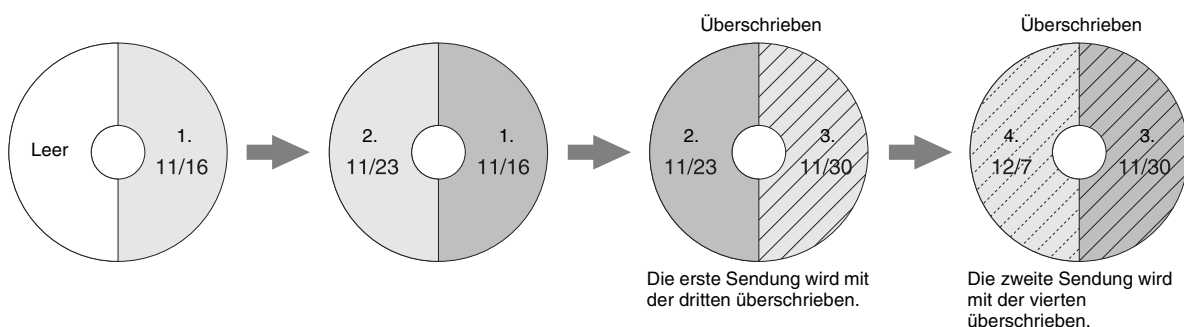 Leer
1.
11/16
2.
11/23
1.
11/16
Überschrieben
2.
11/23
3.
11/30
Die erste Sendung wird mit
der dritten überschrieben.
Überschrieben
4.
12/7
3.
11/30
Die zweite Sendung wird
mit der vierten
überschrieben.